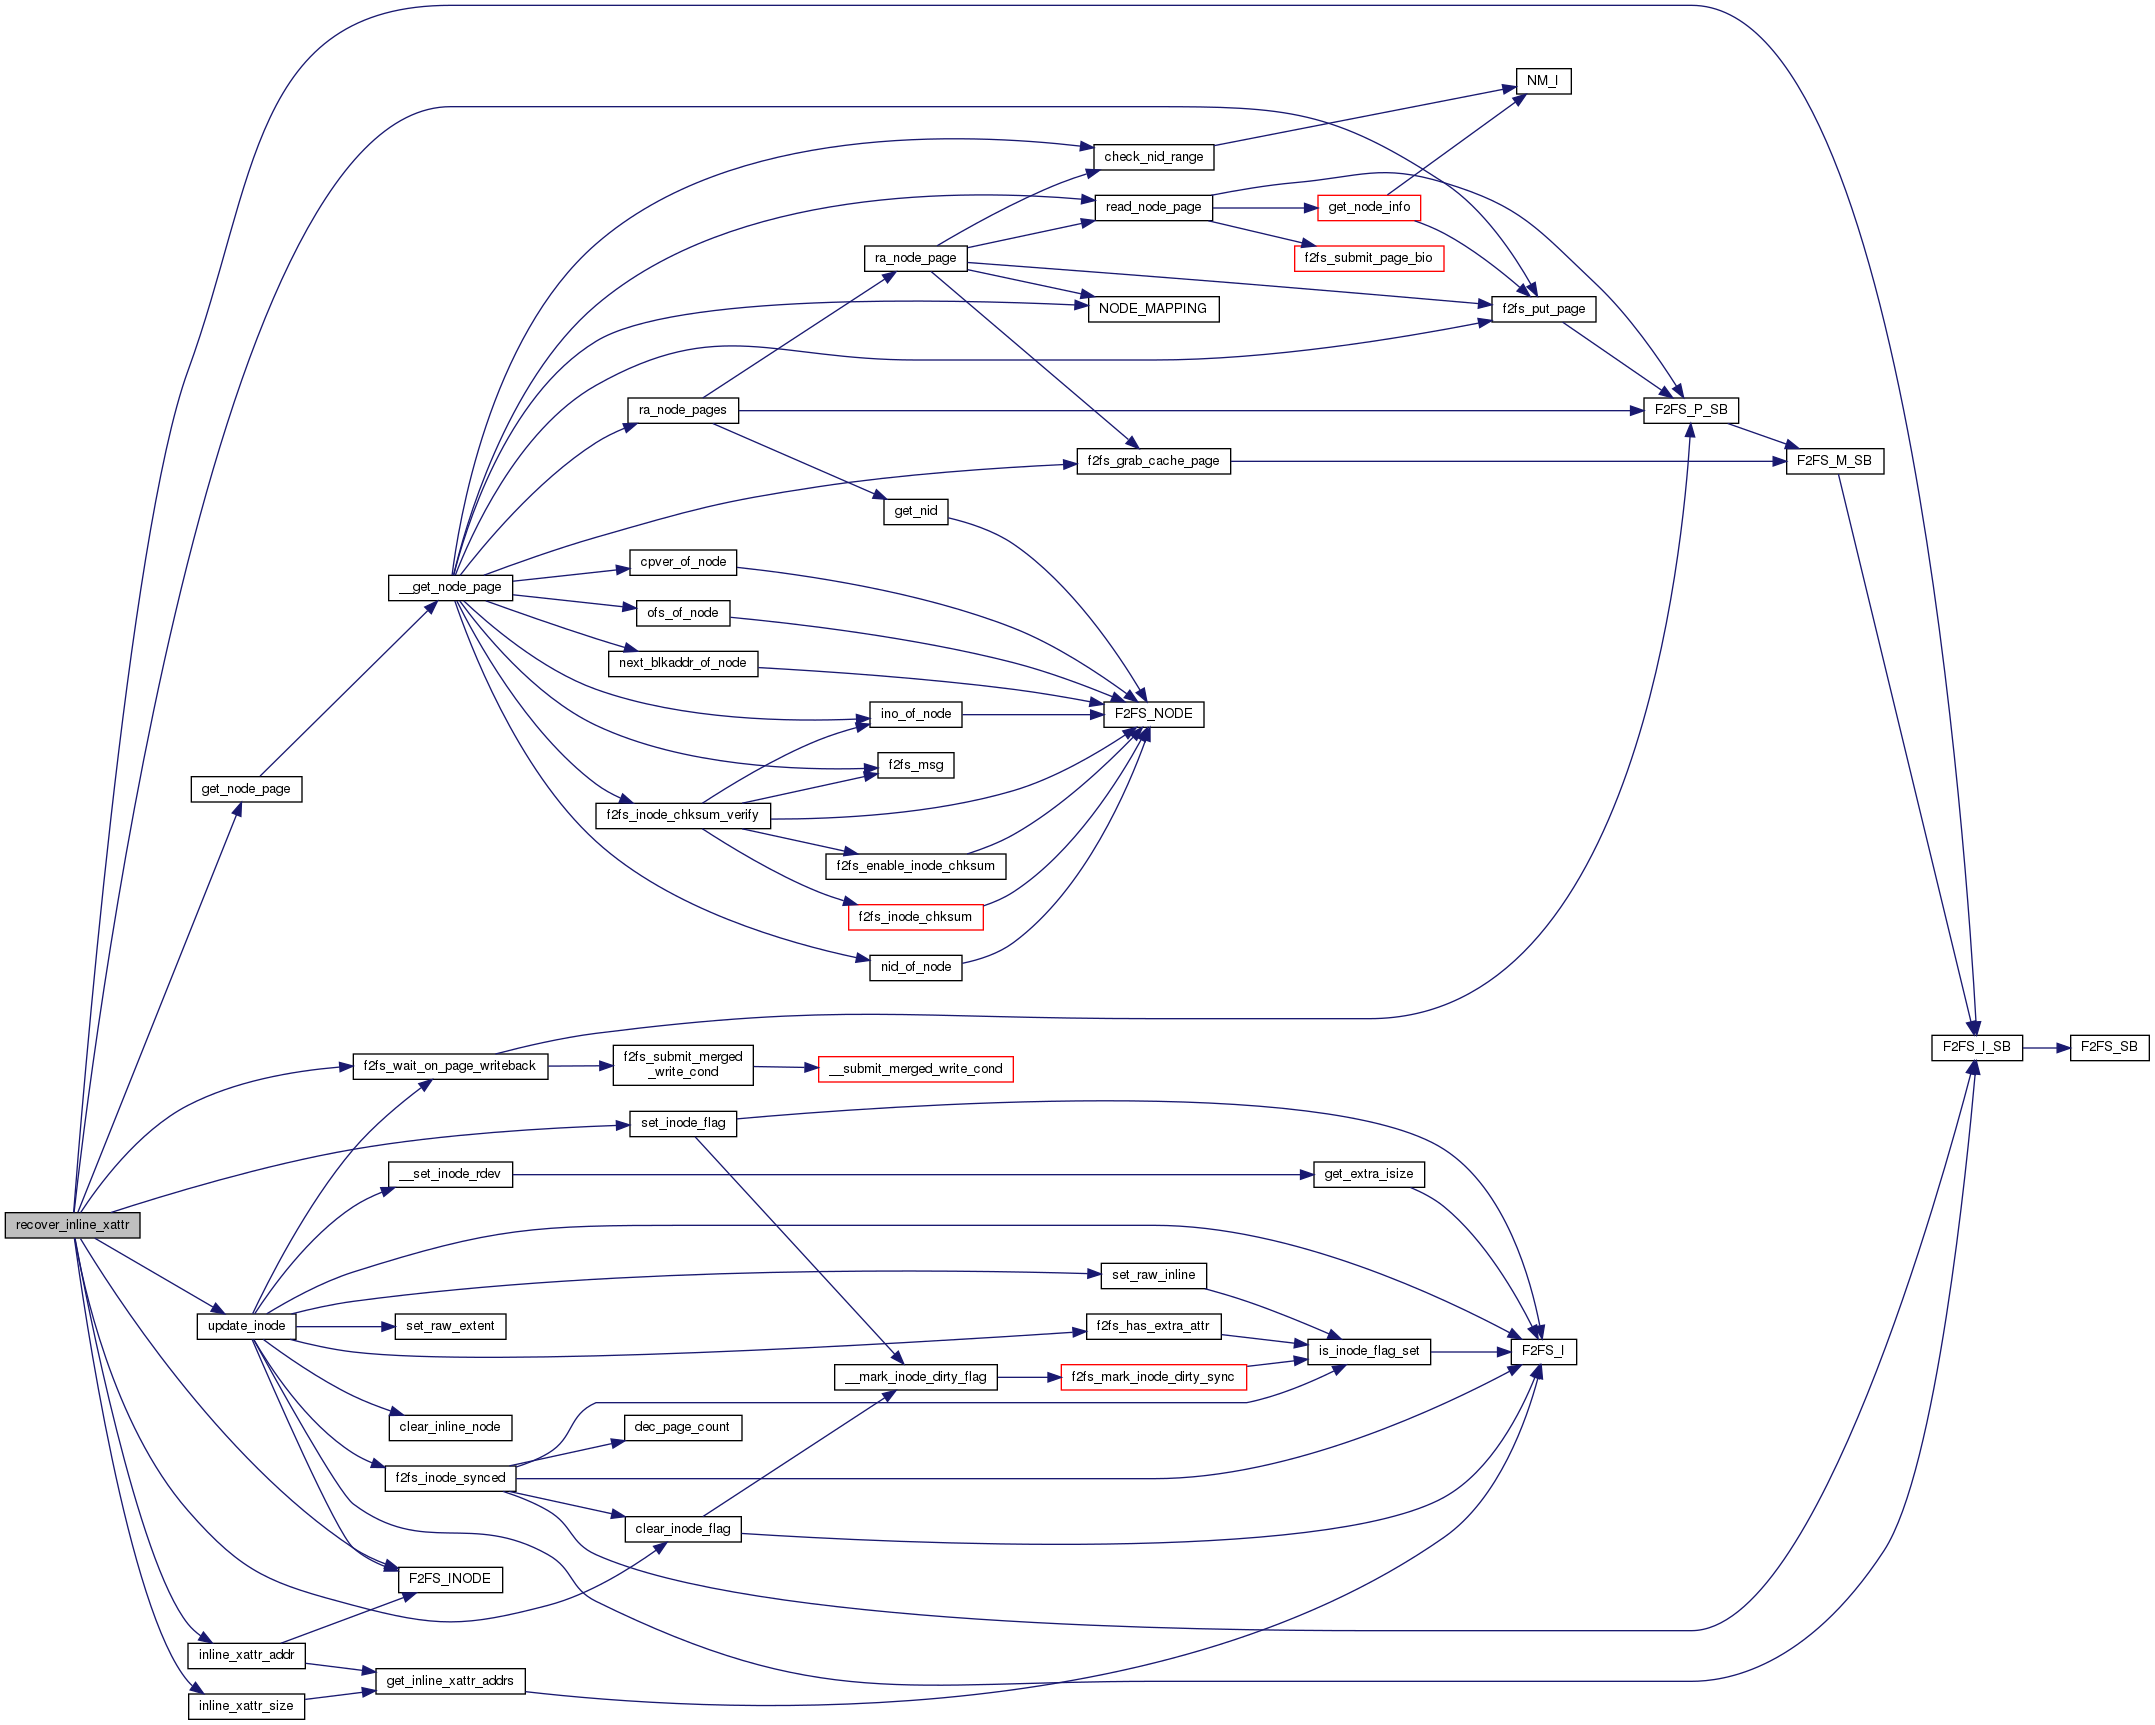 NM_I
check_nid_range
read_node_page
get_node_info
ra_node_page
f2fs_submit_page_bio
NODE_MAPPING
f2fs_put_page
ra_node_pages
F2FS_P_SB
f2fs_grab_cache_page
F2FS_M_SB
get_nid
cpver_of_node
__get_node_page
ofs_of_node
next_blkaddr_of_node
ino_of_node
F2FS_NODE
f2fs_msg
get_node_page
f2fs_inode_chksum_verify
f2fs_enable_inode_chksum
f2fs_inode_chksum
nid_of_node
F2FS_I_SB
F2FS_SB
f2fs_wait_on_page_writeback
f2fs_submit_merged
_write_cond
__submit_merged_write_cond
set_inode_flag
__set_inode_rdev
get_extra_isize
recover_inline_xattr
set_raw_inline
update_inode
set_raw_extent
f2fs_has_extra_attr
is_inode_flag_set
F2FS_I
__mark_inode_dirty_flag
f2fs_mark_inode_dirty_sync
clear_inline_node
dec_page_count
f2fs_inode_synced
clear_inode_flag
F2FS_INODE
inline_xattr_addr
get_inline_xattr_addrs
inline_xattr_size